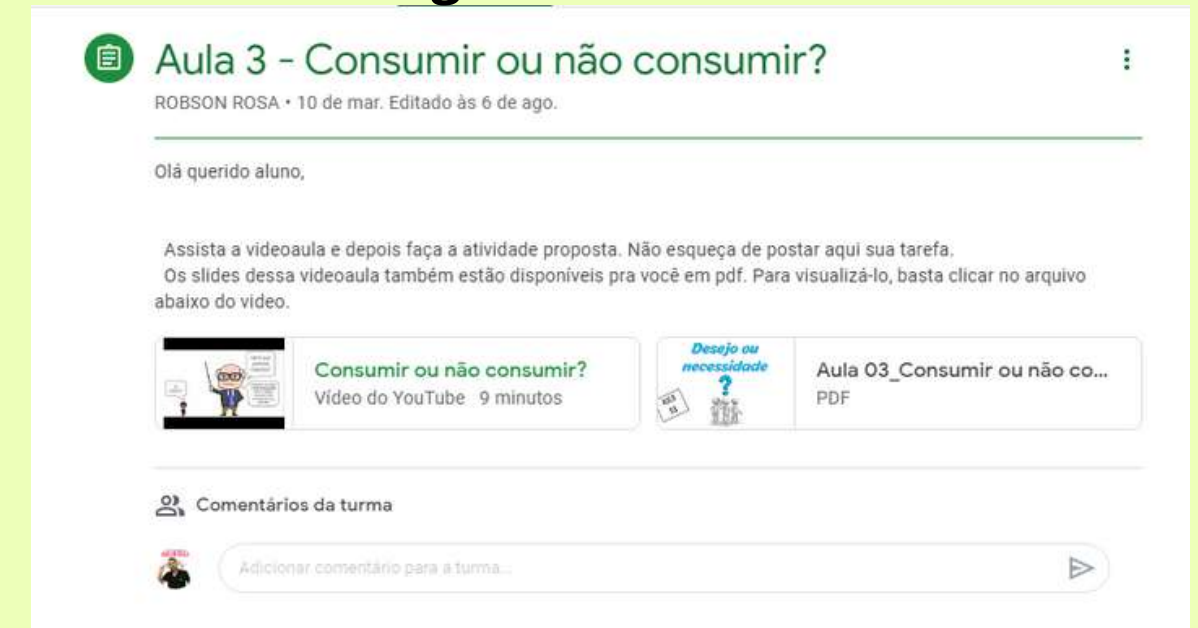 Aula 3 - Consumir ou não consumir?
ROBSON ROSA • 10 de mar. Editado às 6 de ago.
Olá querido aluno,
Assista a videoaula e depois faça a atividade proposta. Não esqueça de postar aqui sua tarefa.
Os slides dessa videoaula também estão disponíveis pra você em pdf. Para visualizá-lo, basta clicar no arquivo
abaixo do video.
Consumir ou não consumir?
Vídeo do YouTube 9 minutos
Desejo ou
necessidade
?
Aula 03_Consumir ou não co...
PDF
Comentários da turma
Adicionar comentário para a turma...